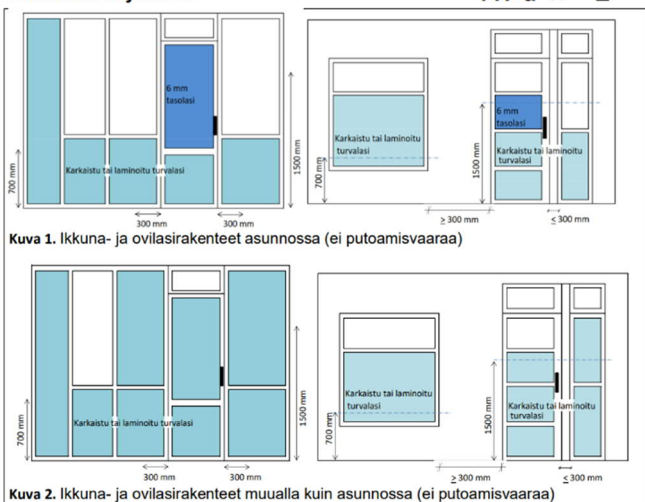 6 mm
tasolasi
Karkaistu tai laminoitu turvalasi
700 mm
1500 mm
300 mm
300 mm
Karkaistu tai laminoitu
turvalasi
700 mm
6 mm
tasolasi
Karkaistu tai laminoitu
turvalasi
1500 mm
≥ 300 mm
≤ 300 mm
Kuva 1. Ikkuna- ja ovilasirakenteet asunnossa (ei putoamisvaaraa)
Karkaistu tai laminoitu turvalasi
700 mm
1500 mm
300 mm
300 mm
Karkaistu tai laminoitu
turvalasi
700 mm
Karkaistu tai laminoitu
turvalasi
1500 mm
≥ 300 mm
≤ 300 mm
Kuva 2. Ikkuna- ja ovilasirakenteet muualla kuin asunnossa (ei putoamisvaaraa)